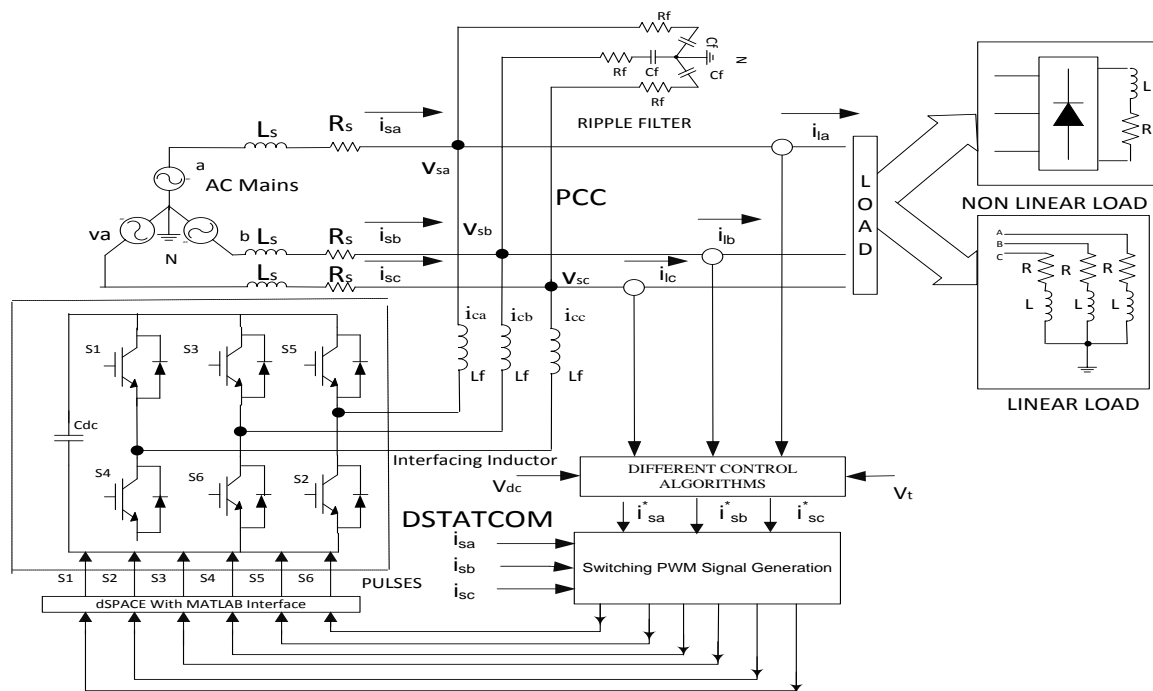 Rf
Cf
N
Rf
Cf
Cf
Rf
RIPPLE FILTER
Ls
Rs
isa
ila
L
R
NON LINEAR LOAD
a
AC Mains
vsa
PCC
LOAD
va
N
b
Ls
Rs
isb
vsb
ilb
Ls
Rs
isc
vsc
ilc
A
B
C
R
R
R
L
L
L
LINEAR LOAD
S1
S3
S5
ica
icb
icc
Lf
Lf
Lf
Cdc
S4
S6
S2
Interfacing Inductor
Vdc
DIFFERENT CONTROL
ALGORITHMS
Vt
DSTATCOM
i*sa
i*sb
i*sc
isa
isb
isc
Switching PWM Signal Generation
S1
S2
S3
S4
S5
S6
PULSES
dSPACE With MATLAB Interface